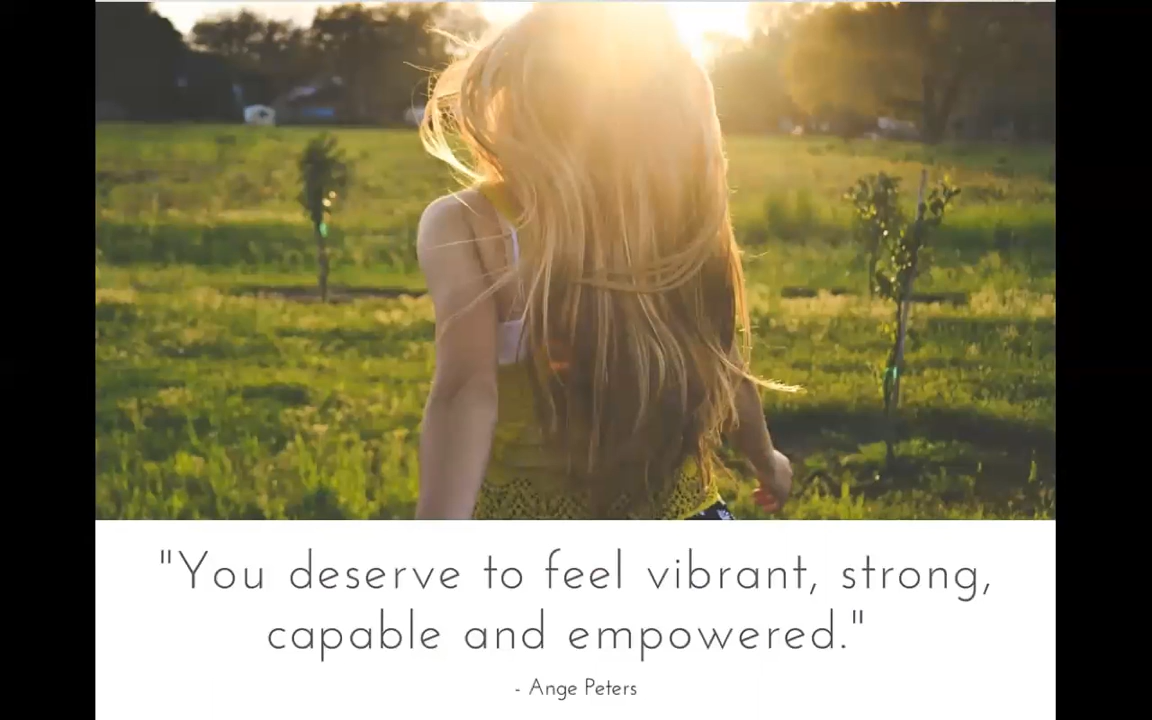 "You deserve to feel vibrant, strong,
capable and empowered."
- Ange Peters